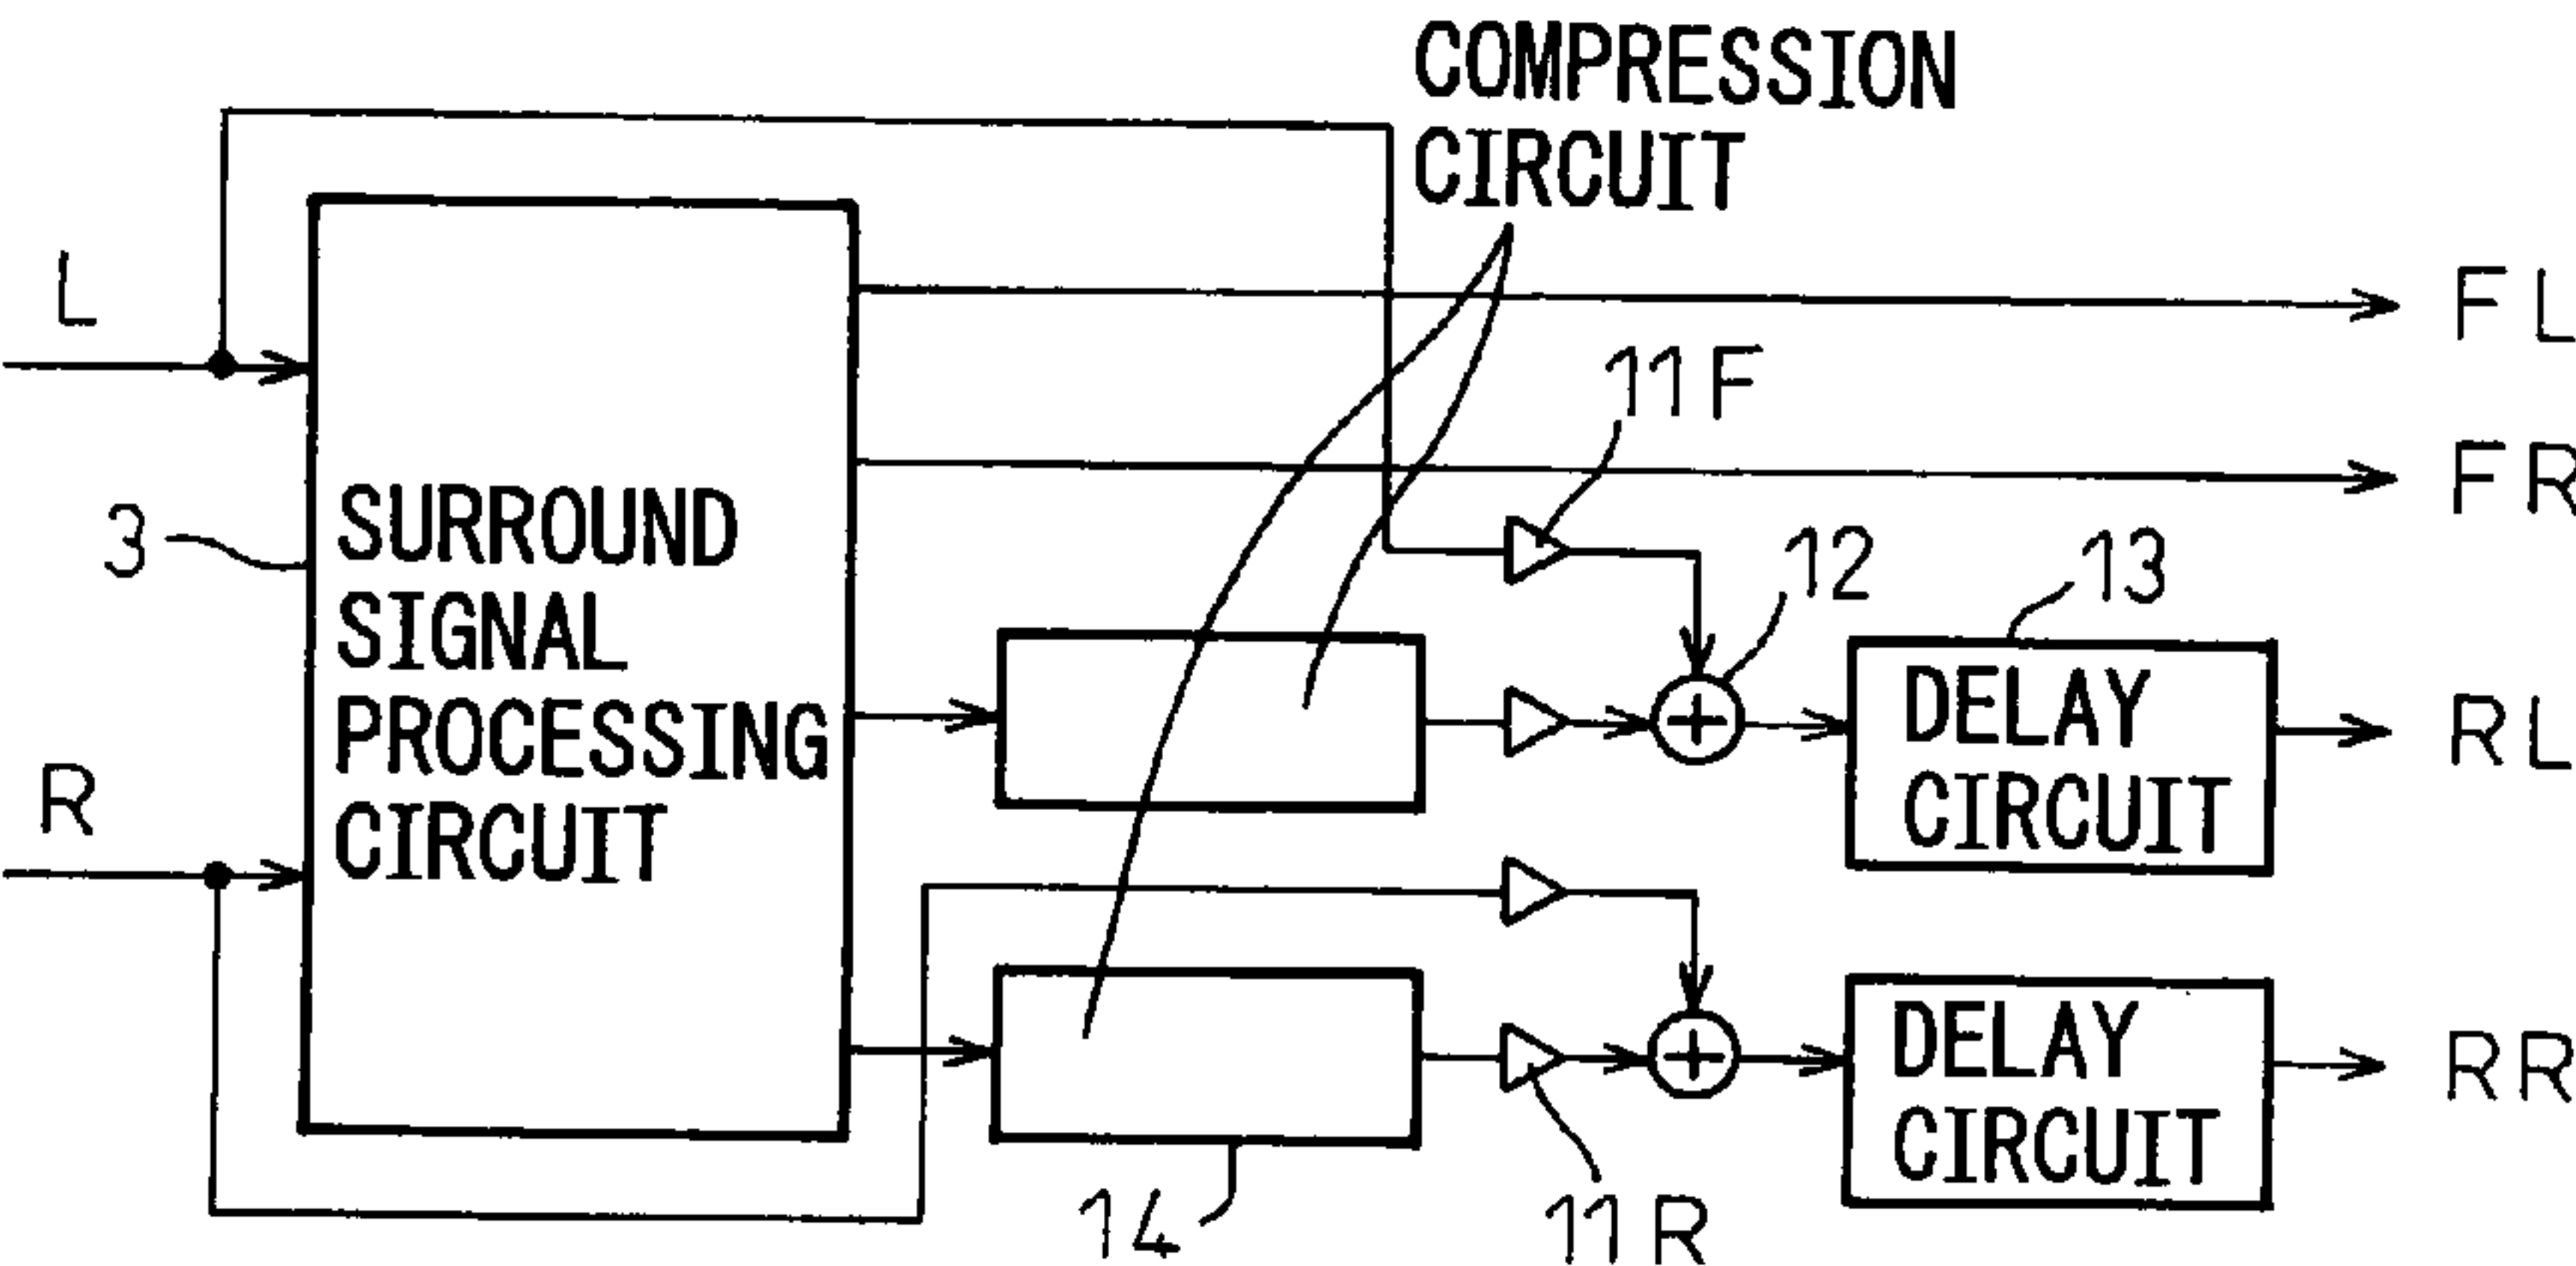 COMPRESSION
CIRCUIT
L
FL
11F
FR
3
SURROUND
SIGNAL
PROCESSING
CIRCUIT
12
13
DELAY
CIRCUIT
RL
R
DELAY
CIRCUIT
RR
14
11R